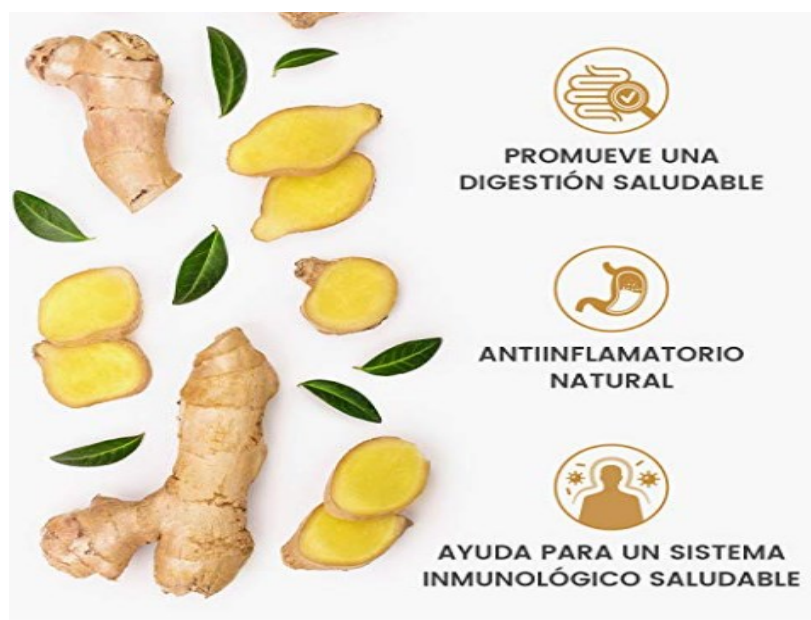 PROMUEVE UNA
DIGESTIÓN SALUDABLE
ANTIINFLAMATORIO
NATURAL
AYUDA PARA UN SISTEMA
INMUNOLÓGICO SALUDABLE